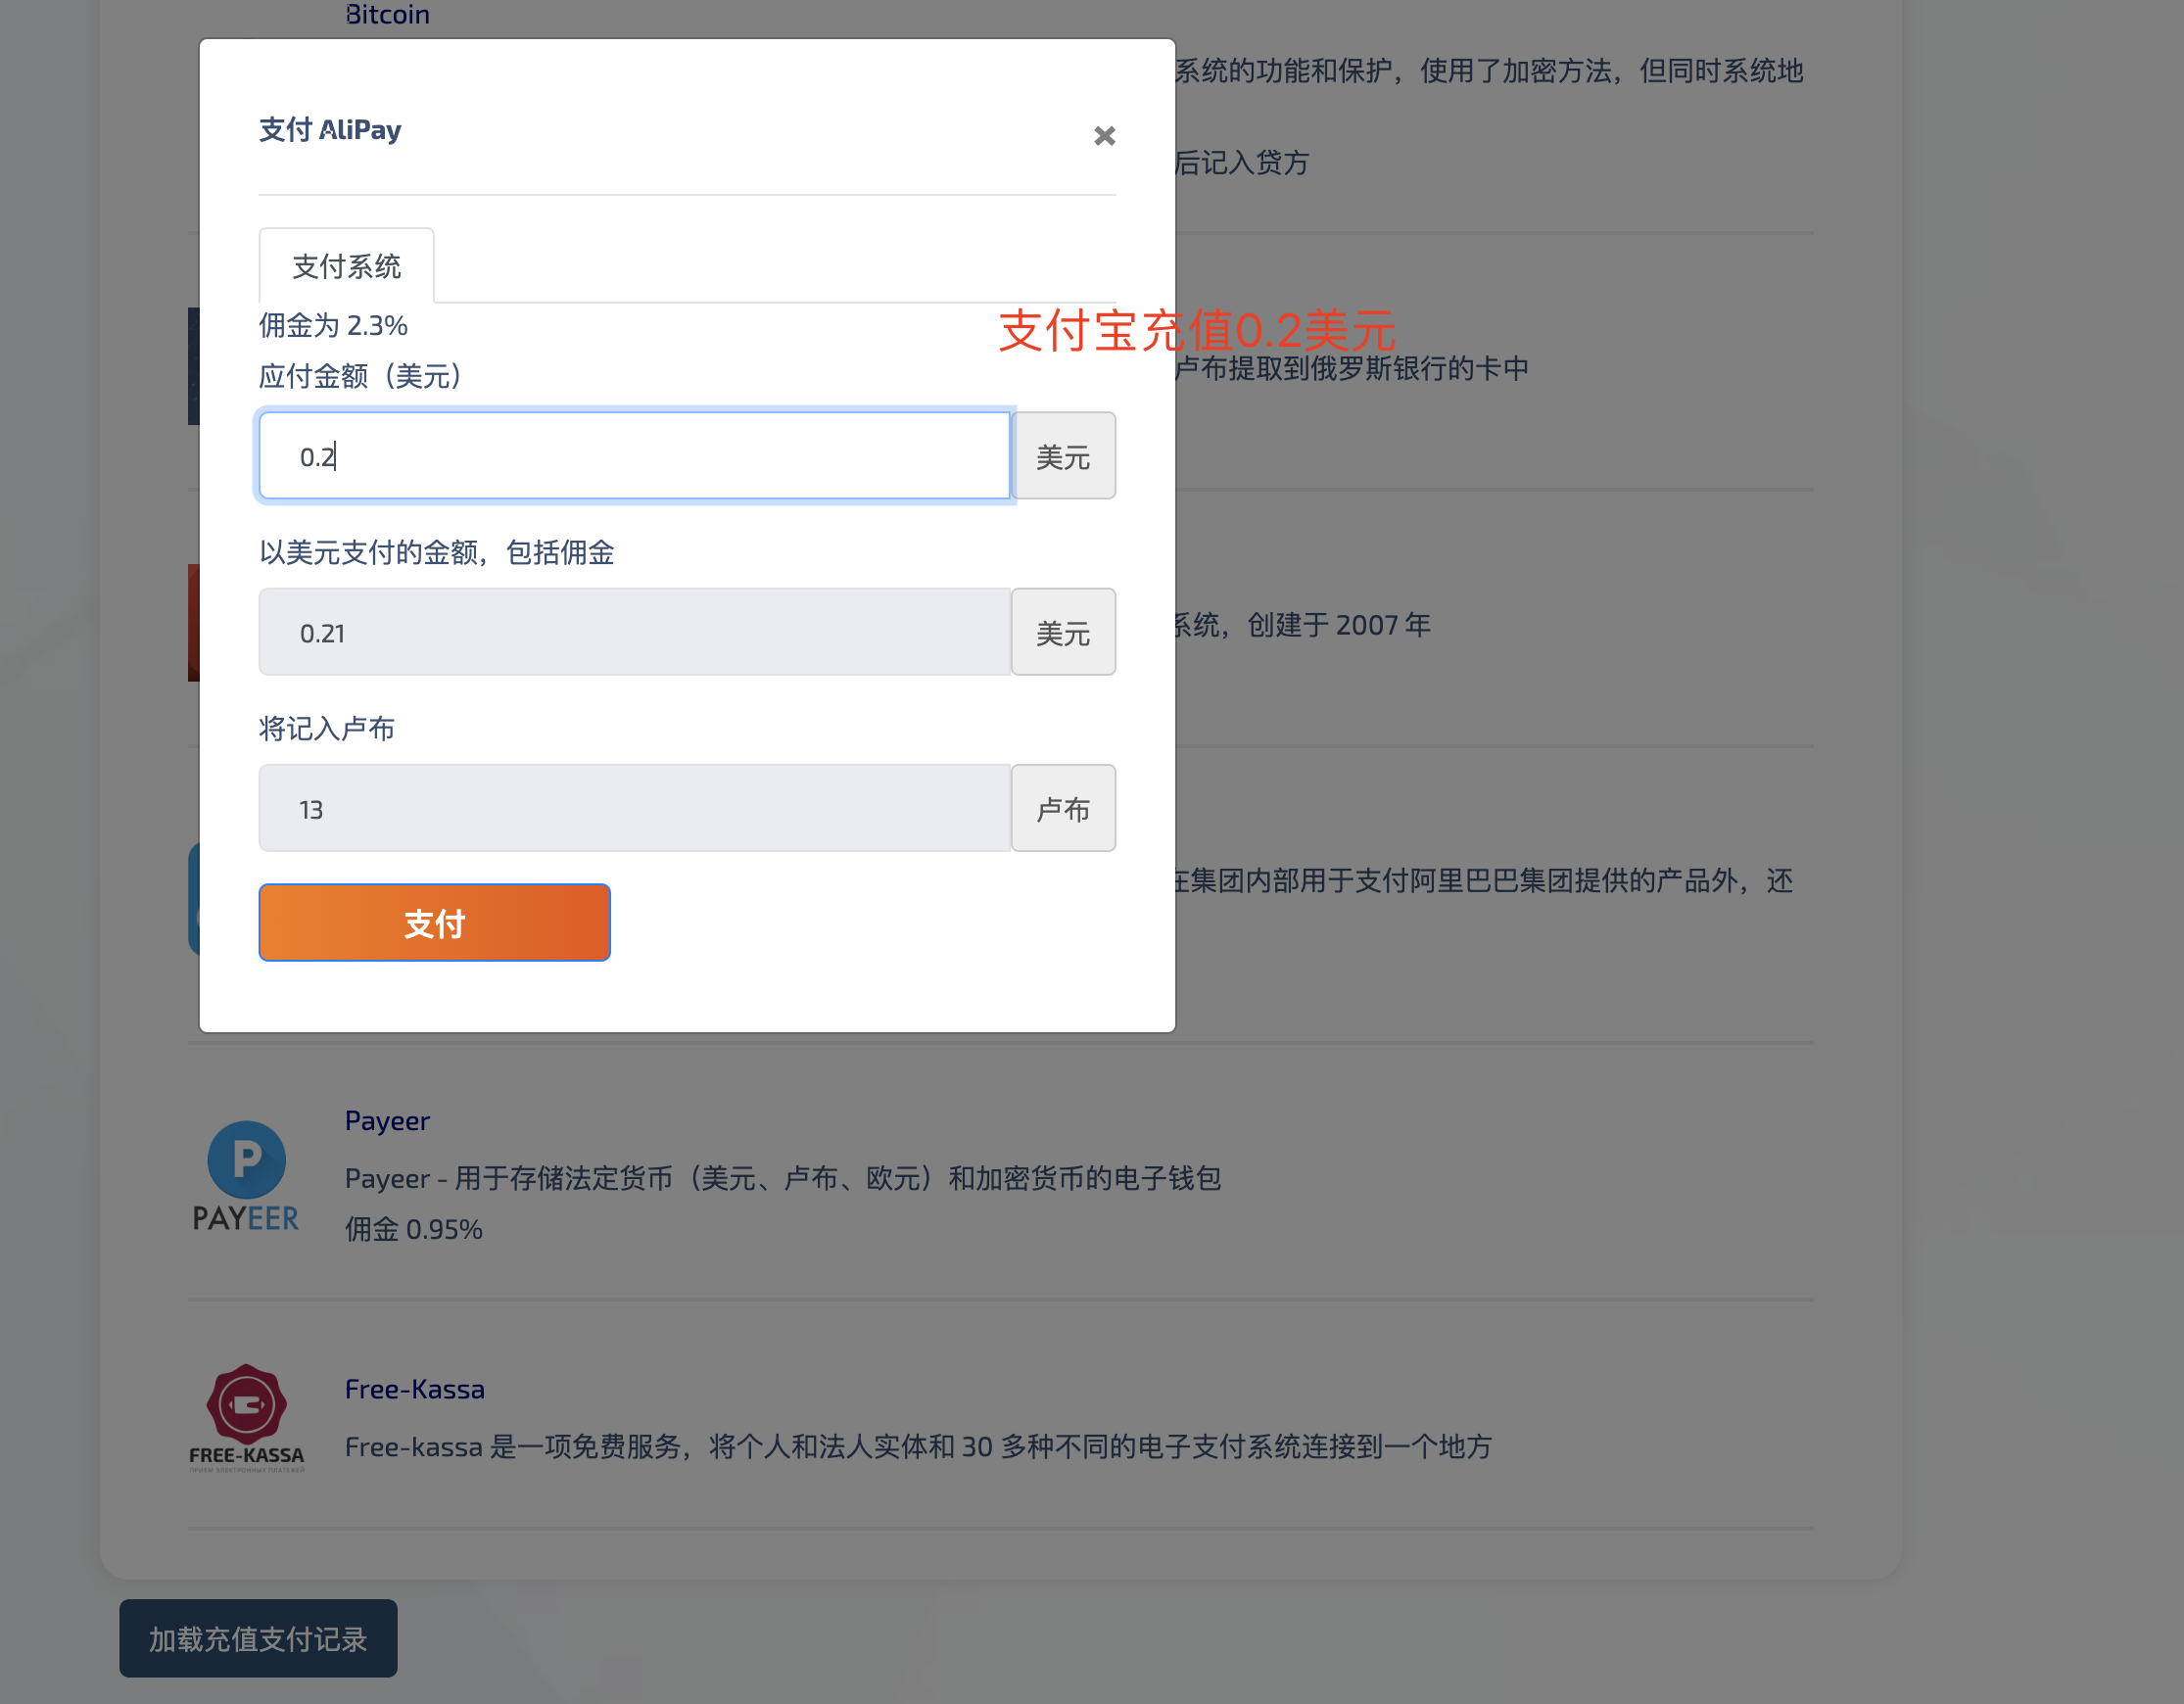 Bitcoin
系统的功能和保护，使用了加密方法，但同时系统地
支付 AliPay
后记入贷方
支付系统
佣金为 2.3%
支付宝充值0.2美元
卢布提取到俄罗斯银行的卡中
应付金额（美元）
0.2
美元
以美元支付的金额，包括佣金
0.21
美元
系统，创建于 2007 年
将记入卢布
13
卢布
在集团内部用于支付阿里巴巴集团提供的产品外，还
支付
Payeer
Payeer - 用于存储法定货币（美元、卢布、欧元）和加密货币的电子钱包
佣金 0.95%
P
PAYEER
Free-Kassa
Free-kassa 是一项免费服务，将个人和法人实体和 30 多种不同的电子支付系统连接到一个地方
FREE-KASSA
ПРИЕМ ЭЛЕКТРОННЫХ ПЛАТЕЖЕЙ
加载充值支付记录